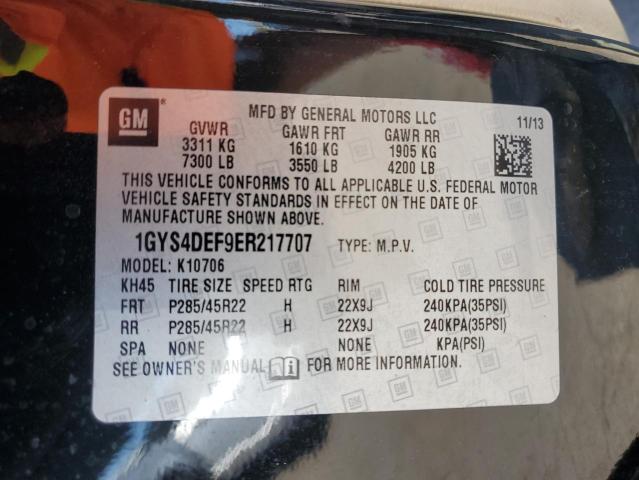 GM ®
MFD BY GENERAL MOTORS LLC 11/13
GVWR GAWR FRT GAWR RR
3311 KG 1610 KG 1905 KG
7300 LB 3550 LB 4200 LB
THIS VEHICLE CONFORMS TO ALL APPLICABLE U.S. FEDERAL MOTOR
VEHICLE SAFETY STANDARDS IN EFFECT ON THE DATE OF
MANUFACTURE SHOWN ABOVE.
1GYS4DEF9ER217707 TYPE: M.P.V.
MODEL: K10706
KH45 TIRE SIZE SPEED RTG RIM COLD TIRE PRESSURE
FRT P285/45R22 H 22X9J 240KPA(35PSI)
RR P285/45R22 H 22X9J 240KPA(35PSI)
SPA NONE NONE KPA(PSI)
SEE OWNER'S MANUAL FOR MORE INFORMATION.